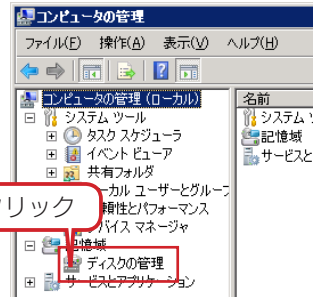 コンピュータの管理
ファイル(F) 操作(A) 表示(V) ヘルプ(H)
コンピュータの管理 (ローカル)
システム ツール
タスク スケジューラ
イベント ビューア
共有フォルダ
ーカル ユーザーとグルー
頼性とパフォーマンス
バイス マネージャ
記憶域
ディスクの管理
サービスとアプリケーション
リック
名前
システム
記憶域
サービスと